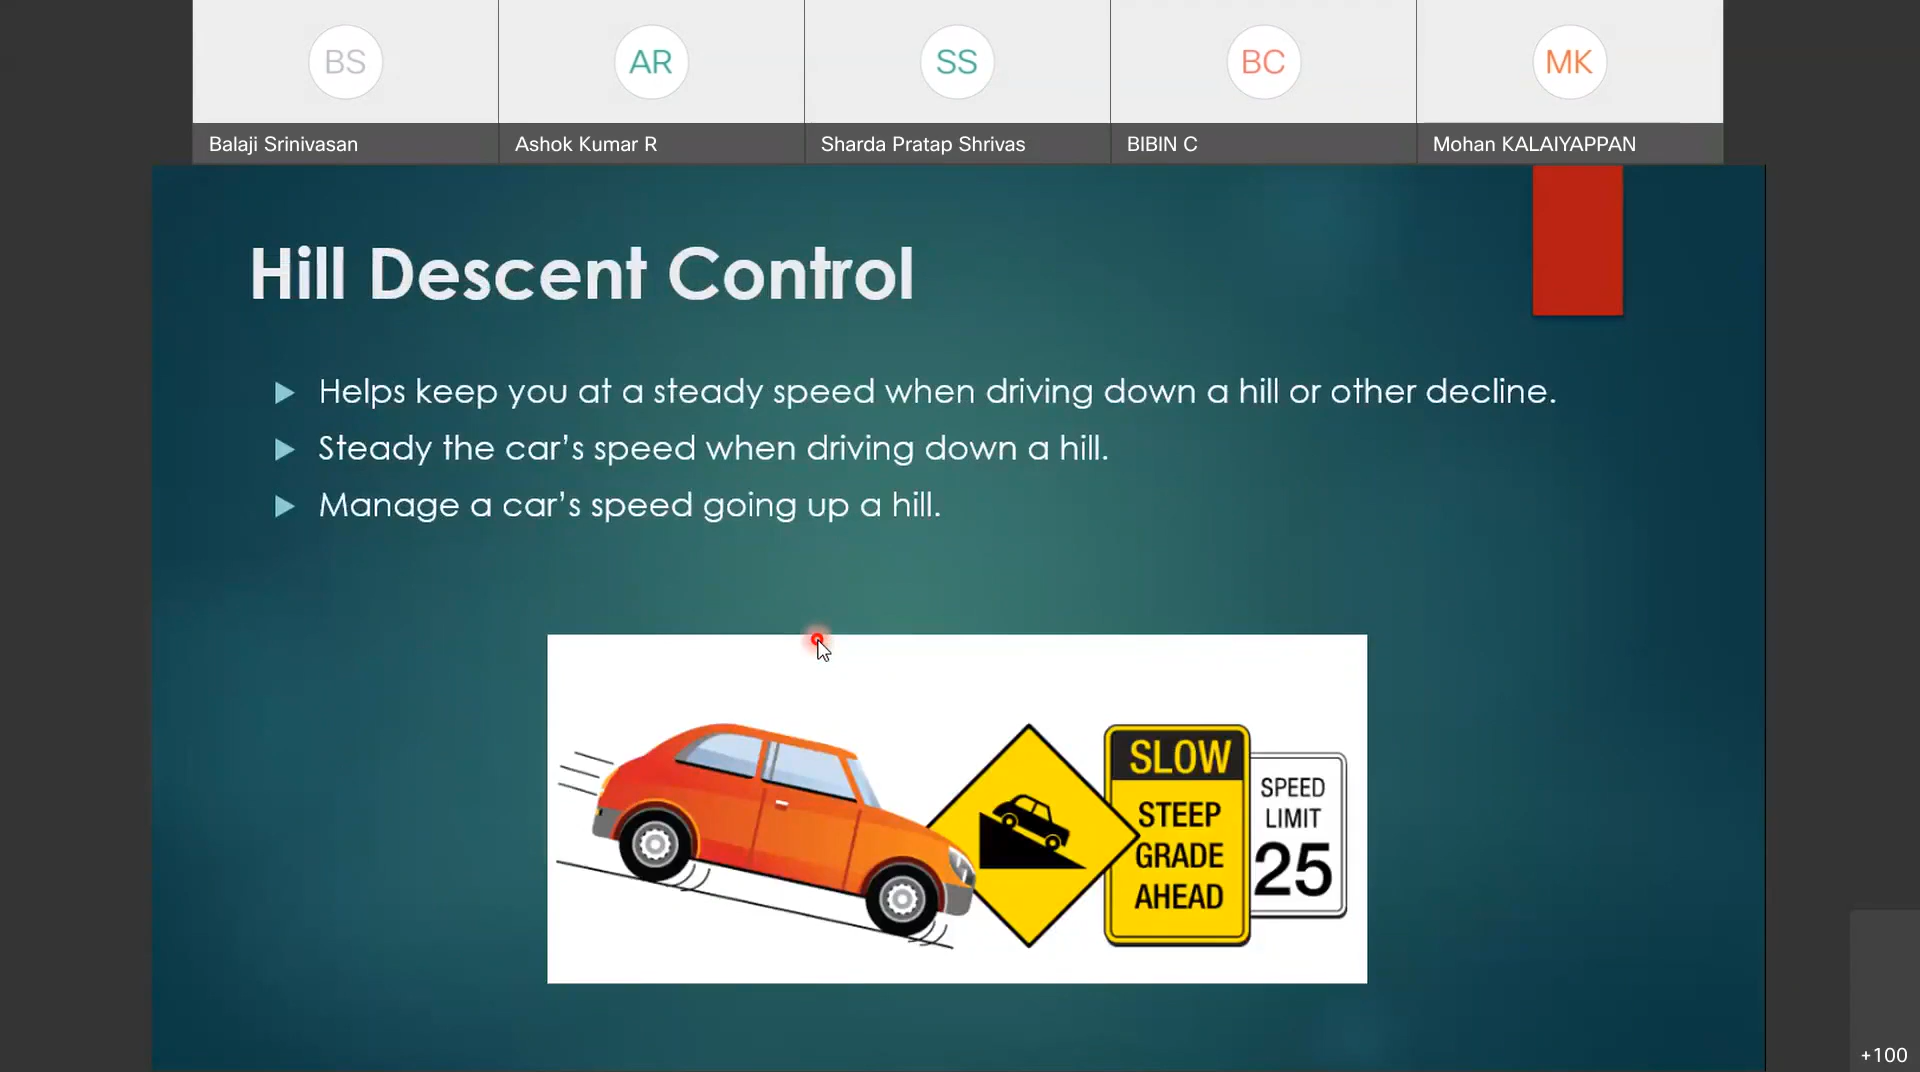 BS
AR
SS
BC
MK
Balaji Srinivasan
Ashok Kumar R
Sharda Pratap Shrivas
BIBIN C
Mohan KALAIYAPPAN
Hill Descent Control
Helps keep you at a steady speed when driving down a hill or other decline.
Steady the car’s speed when driving down a hill.
Manage a car’s speed going up a hill.
SLOW
STEEP
GRADE
AHEAD
SPEED
LIMIT
25
+100